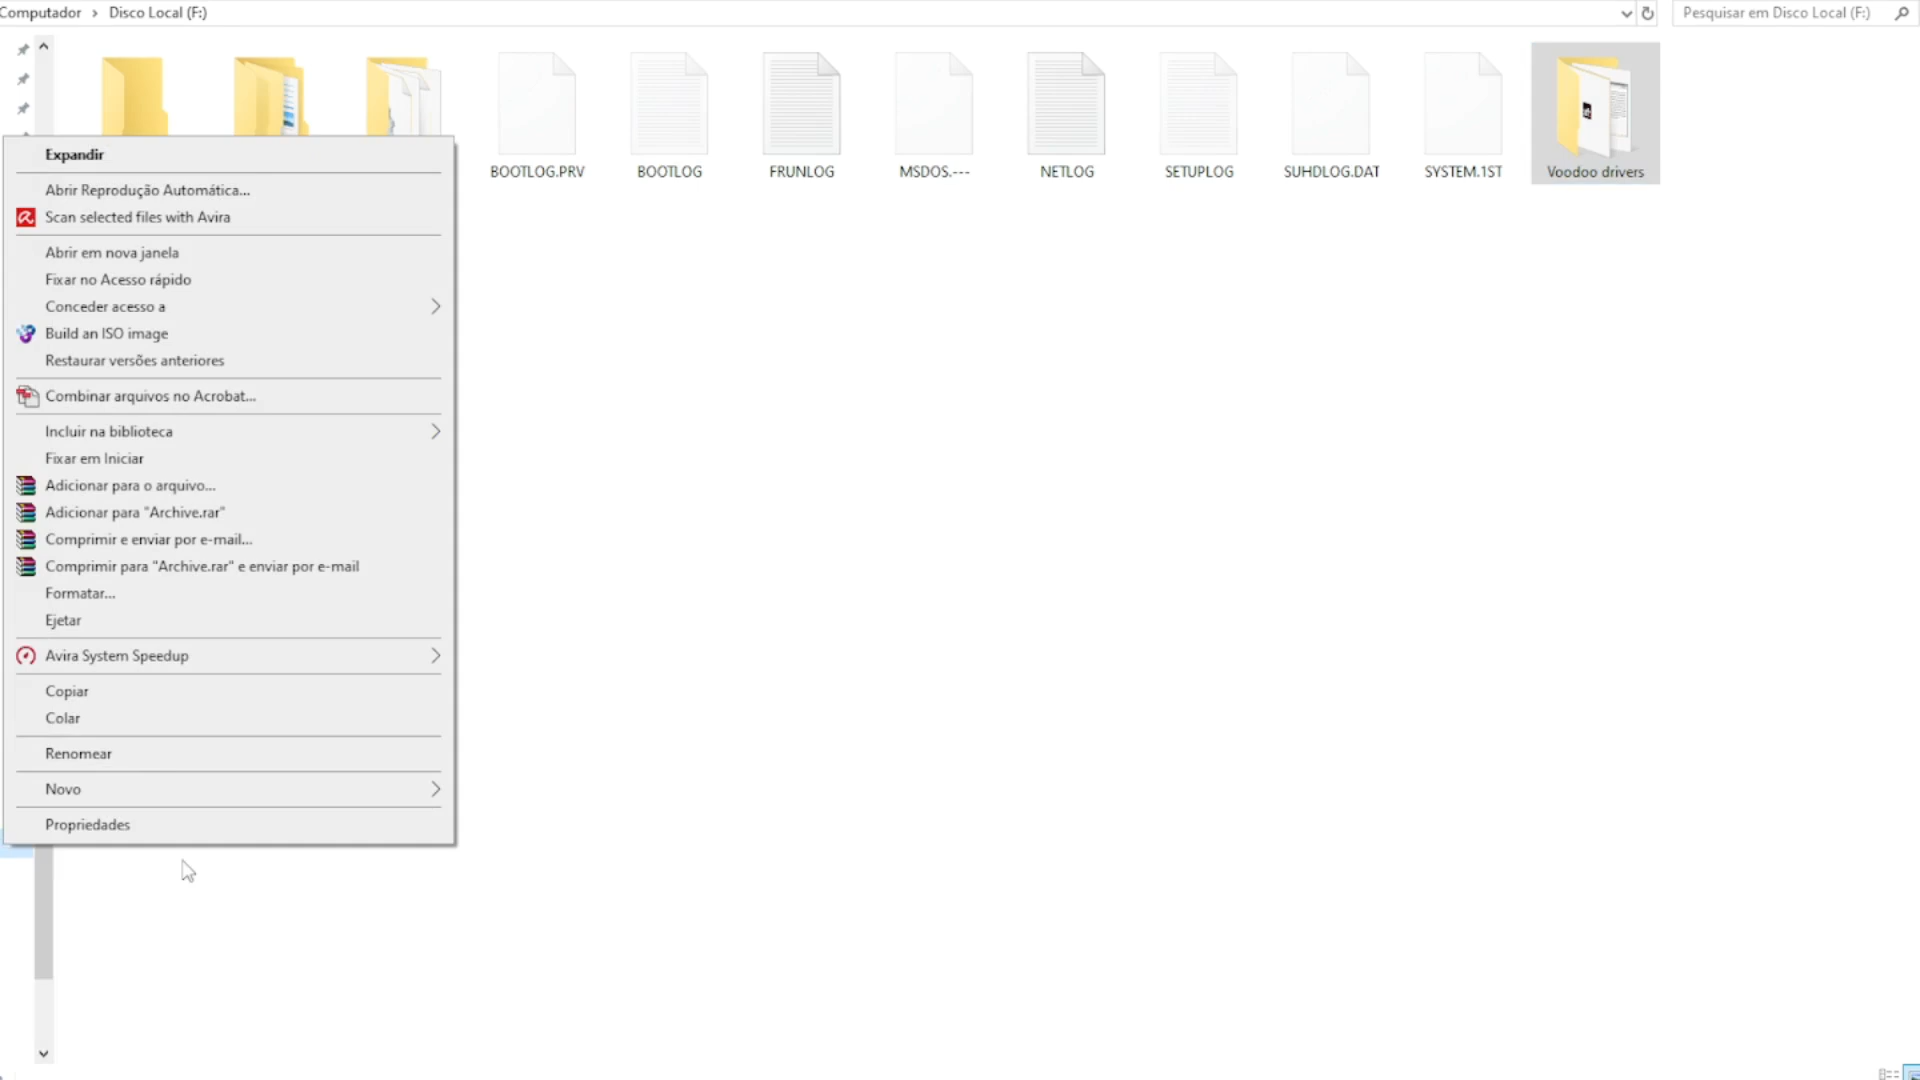 Computador > Disco Local (F:)
Pesquisar em Disco Local (F:)
BOOTLOG.PRV
BOOTLOG
FRUNLOG
MSDOS.---
NETLOG
SETUPLOG
SUHDLOG.DAT
SYSTEM.1ST
Voodoo drivers
Expandir
Abrir Reprodução Automática...
Scan selected files with Avira
Abrir em nova janela
Fixar no Acesso rápido
Conceder acesso a
Build an ISO image
Restaurar versões anteriores
Combinar arquivos no Acrobat...
Incluir na biblioteca
Fixar em Iniciar
Adicionar para o arquivo...
Adicionar para "Archive.rar"
Comprimir e enviar por e-mail...
Comprimir para "Archive.rar" e enviar por e-mail
Formatar...
Ejetar
Avira System Speedup
Copiar
Colar
Renomear
Novo
Propriedades